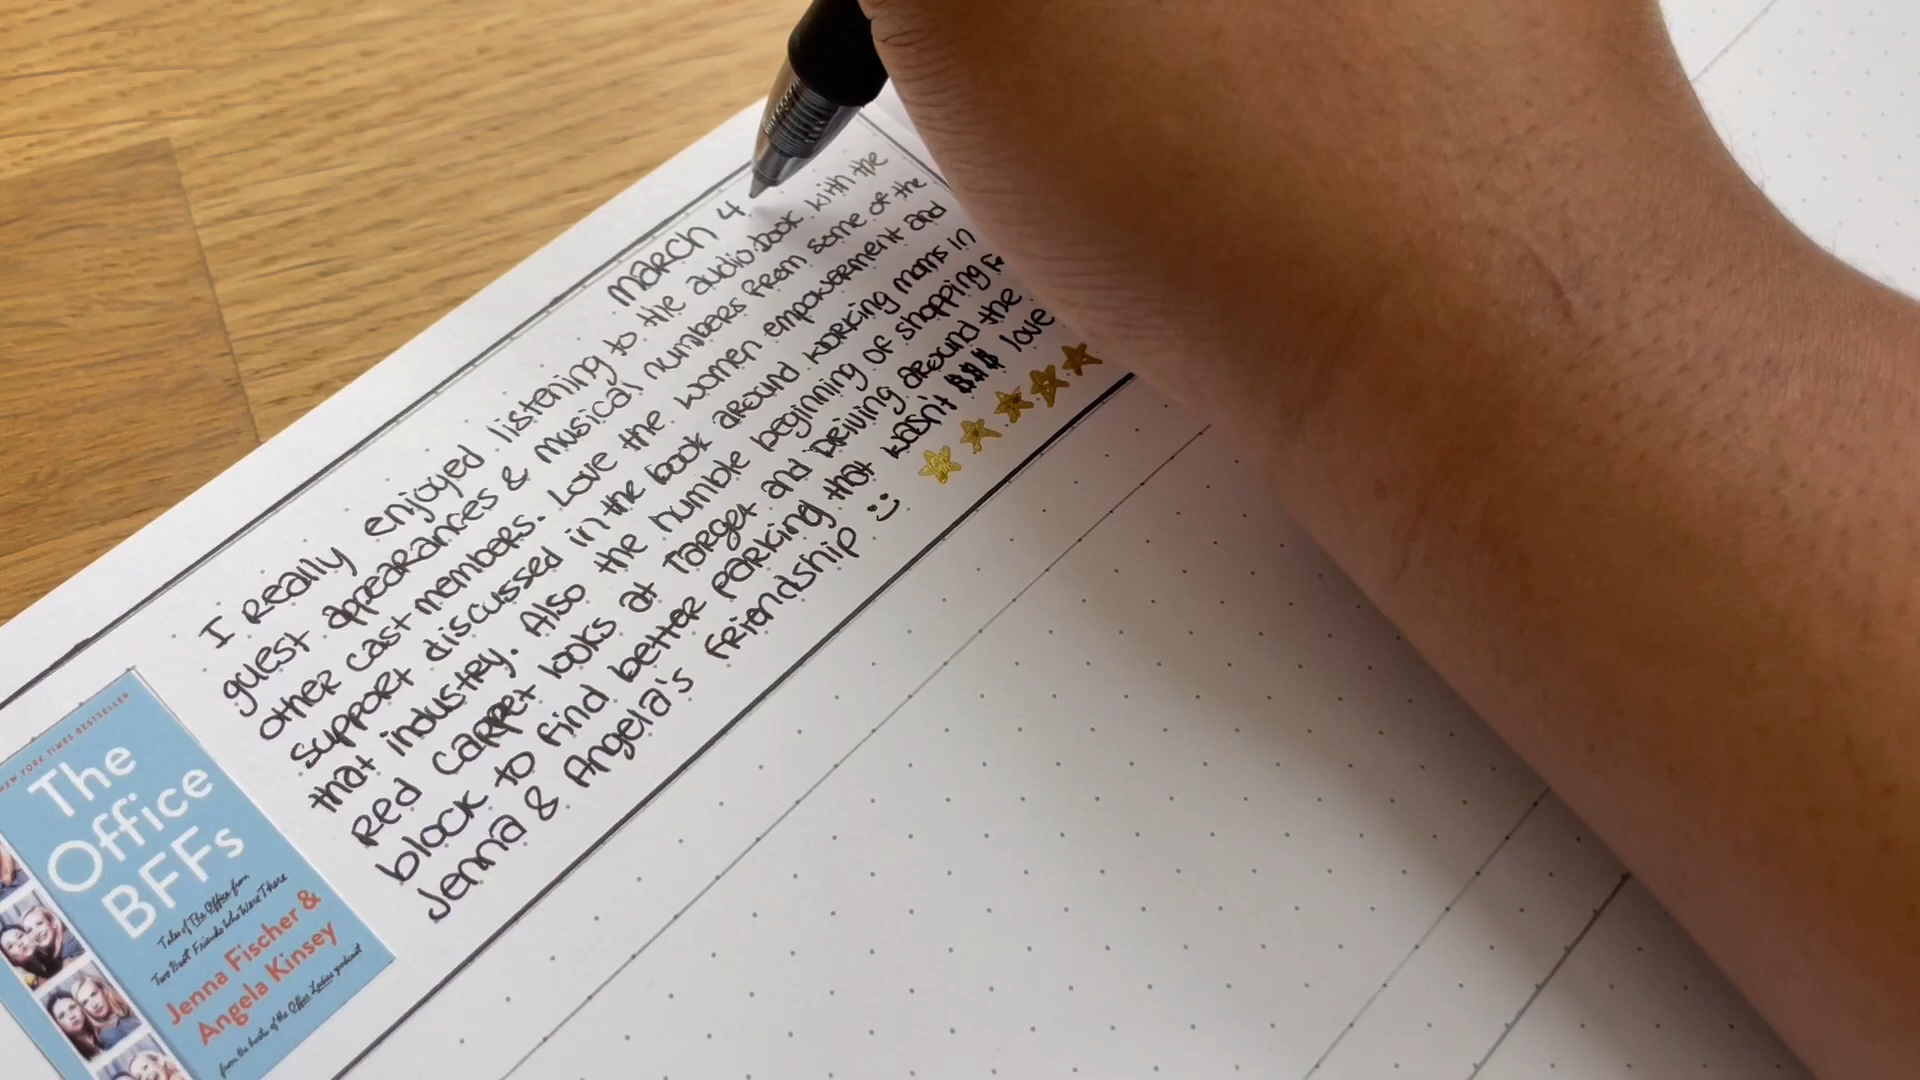 March 4
I really enjoyed listening to the audio book with the
guest appearances & musical numbers from some of the
other cast members. Love the women empowerment and
support discussed in the book around working moms in
that industry. Also the humble beginning of shopping f
red carpet looks at Target and driving around the
block to find better parking that wasn't $$$ love
Jenna & Angela's friendship :)
NEW YORK TIMES BESTSELLER
The
Office
BFFs
Tales of The Office from
Two Best Friends Who Were There
Jenna Fischer &
Angela Kinsey
from the hosts of the Office Ladies podcast